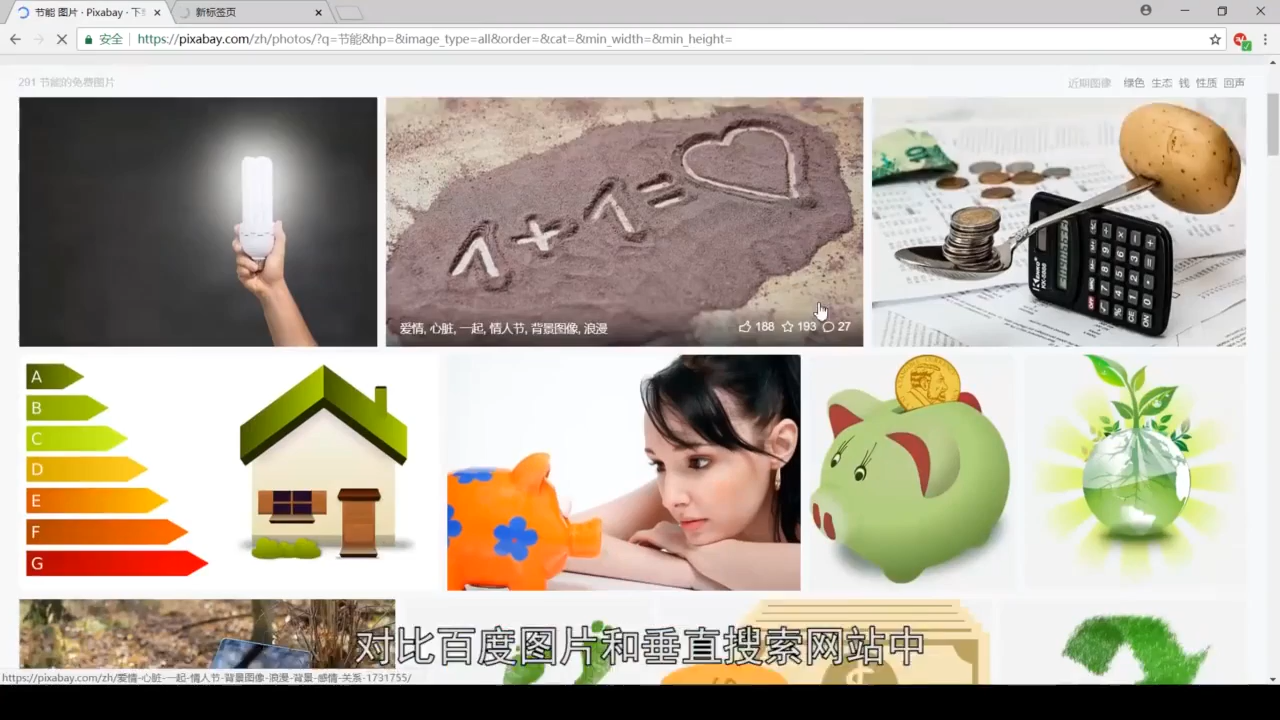 节能 图片 · Pixabay · 下
新标签页
安全
https://pixabay.com/zh/photos/?q=节能&hp=&image_type=all&order=&cat=&min_width=&min_height=
291 节能的免费图片
近期图像 绿色 生态 钱 性质 回声
1+1=
爱情, 心脏, 一起, 情人节, 背景图像, 浪漫
188 193 27
A
B
C
D
E
F
G
对比百度图片和垂直搜索网站中
https://pixabay.com/zh/爱情-心脏-一起-情人节-背景图像-浪漫-背景-感情-关系-1731755/